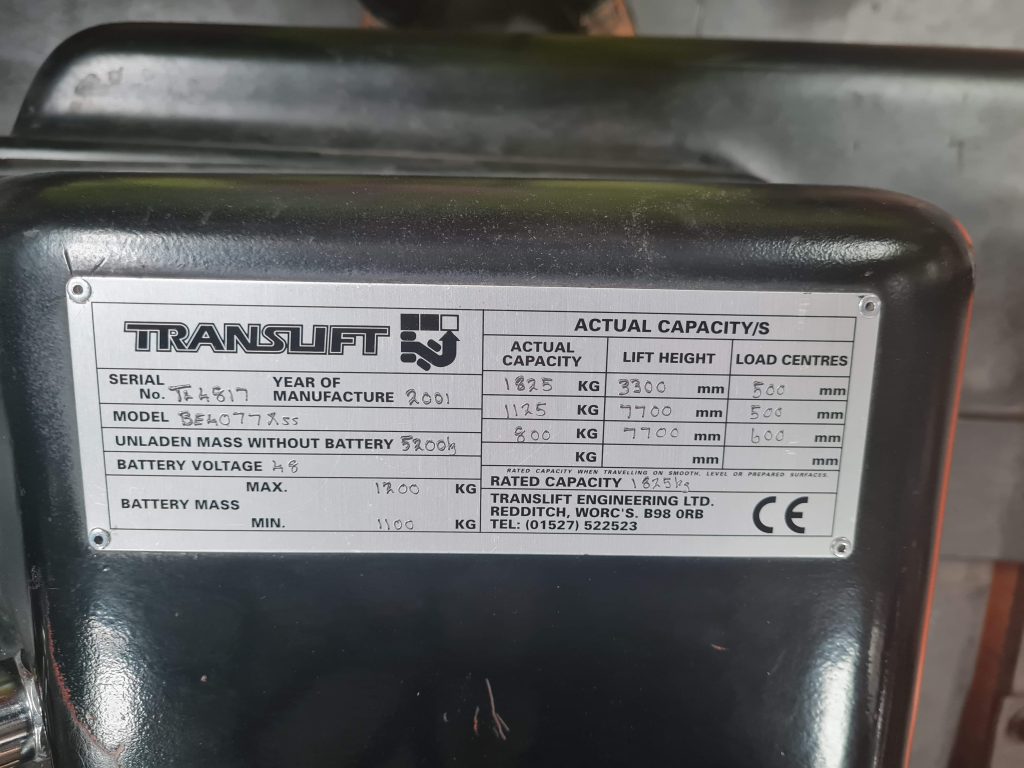 TRANSLIFT
SERIAL No. TL4817 YEAR OF MANUFACTURE 2001
MODEL BE4077XSS
UNLADEN MASS WITHOUT BATTERY 5200kg
BATTERY VOLTAGE 48
BATTERY MASS
MAX. 1200 KG
MIN. 1100 KG
ACTUAL CAPACITY/S
ACTUAL CAPACITY LIFT HEIGHT LOAD CENTRES
1825 KG 3300 mm 500 mm
1125 KG 7700 mm 500 mm
800 KG 7700 mm 600 mm
KG mm mm
RATED CAPACITY WHEN TRAVELLING ON SMOOTH, LEVEL OR PREPARED SURFACES.
RATED CAPACITY 1825kg
TRANSLIFT ENGINEERING LTD.
REDDITCH, WORC'S. B98 0RB
TEL: (01527) 522523
CE